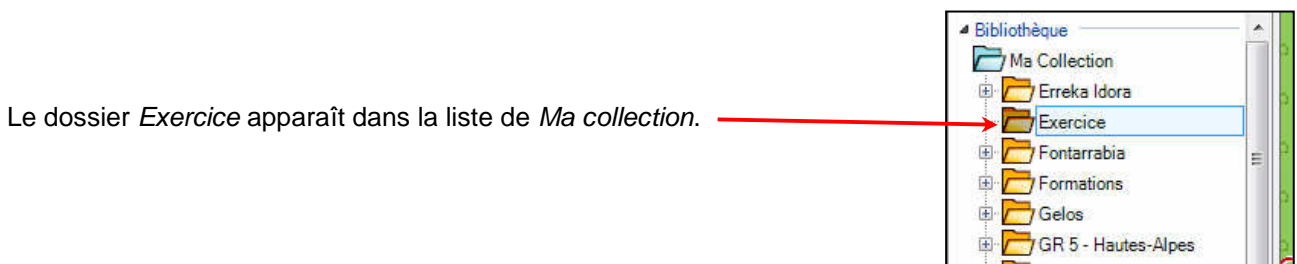 Bibliothèque
Ma Collection
Erreka Idora
Le dossier Exercice apparaît dans la liste de Ma collection.
Exercice
Fontarrabia
Formations
Gelos
GR 5 - Hautes-Alpes